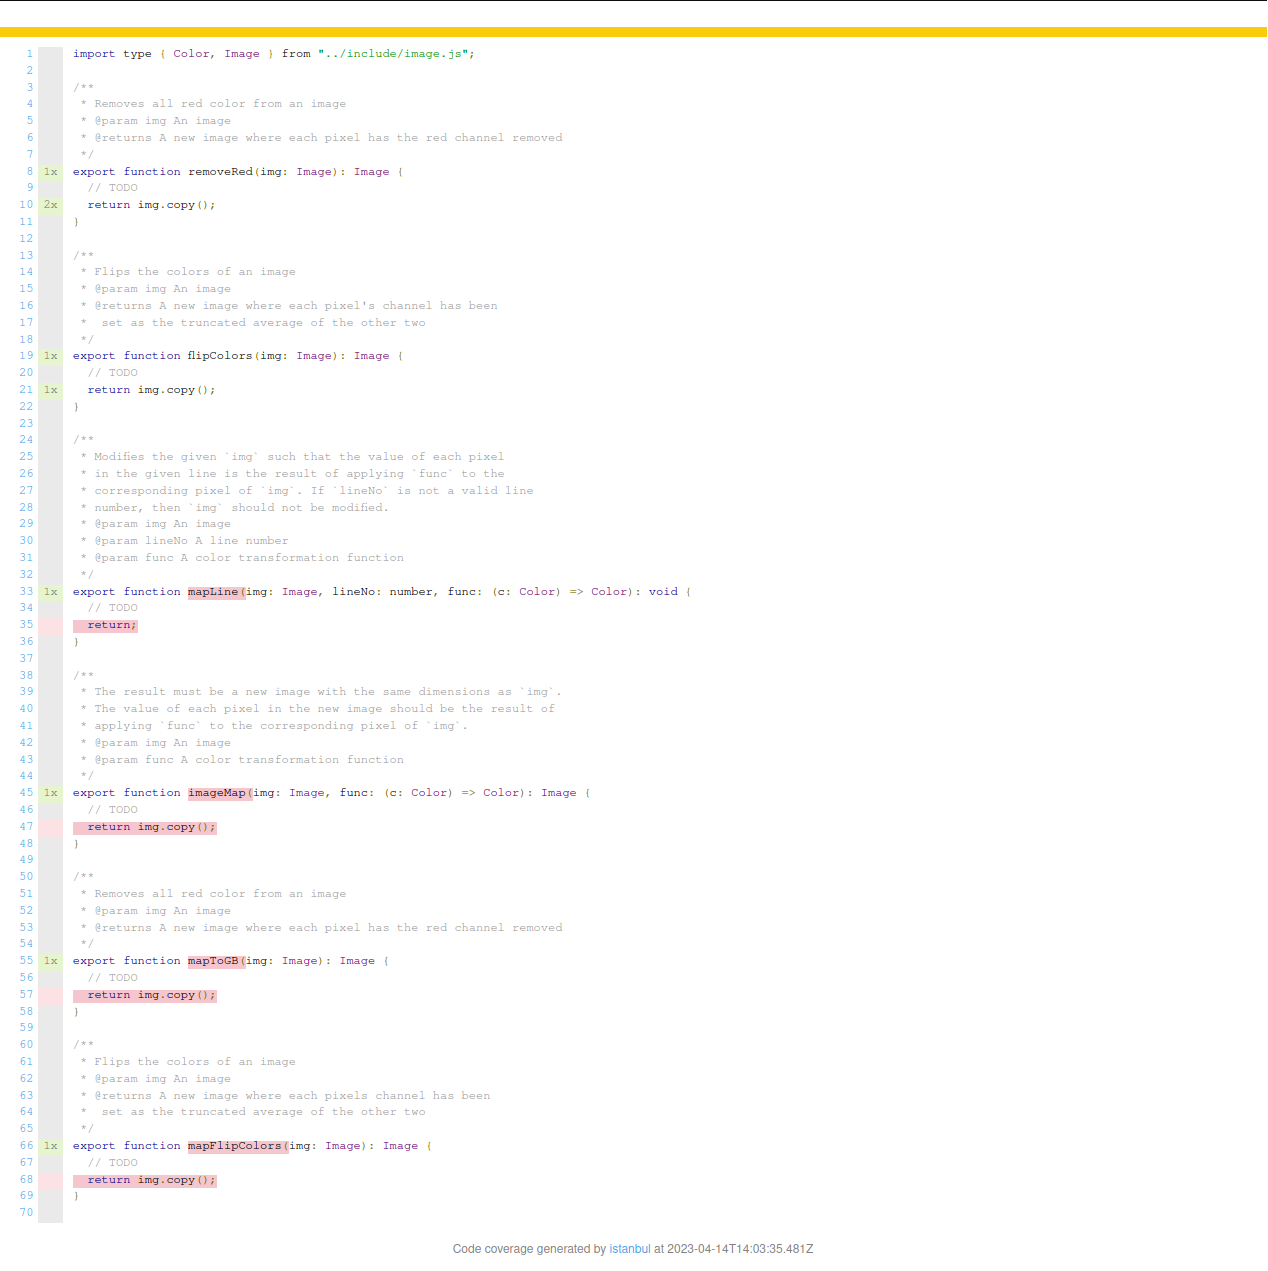 1 import type { Color, Image } from "../include/image.js";
2
3 /**
4  * Removes all red color from an image
5  * @param img An image
6  * @returns A new image where each pixel has the red channel removed
7  */
8 1x export function removeRed(img: Image): Image {
9   // TODO
10 2x   return img.copy();
11 }
12
13 /**
14  * Flips the colors of an image
15  * @param img An image
16  * @returns A new image where each pixel's channel has been
17  *  set as the truncated average of the other two
18  */
19 1x export function flipColors(img: Image): Image {
20   // TODO
21 1x   return img.copy();
22 }
23
24 /**
25  * Modifies the given `img` such that the value of each pixel
26  * in the given line is the result of applying `func` to the
27  * corresponding pixel of `img`. If `lineNo` is not a valid line
28  * number, then `img` should not be modified.
29  * @param img An image
30  * @param lineNo A line number
31  * @param func A color transformation function
32  */
33 1x export function mapLine(img: Image, lineNo: number, func: (c: Color) => Color): void {
34   // TODO
35   return;
36 }
37
38 /**
39  * The result must be a new image with the same dimensions as `img`.
40  * The value of each pixel in the new image should be the result of
41  * applying `func` to the corresponding pixel of `img`.
42  * @param img An image
43  * @param func A color transformation function
44  */
45 1x export function imageMap(img: Image, func: (c: Color) => Color): Image {
46   // TODO
47   return img.copy();
48 }
49
50 /**
51  * Removes all red color from an image
52  * @param img An image
53  * @returns A new image where each pixel has the red channel removed
54  */
55 1x export function mapToGB(img: Image): Image {
56   // TODO
57   return img.copy();
58 }
59
60 /**
61  * Flips the colors of an image
62  * @param img An image
63  * @returns A new image where each pixels channel has been
64  *  set as the truncated average of the other two
65  */
66 1x export function mapFlipColors(img: Image): Image {
67   // TODO
68   return img.copy();
69 }
70
Code coverage generated by istanbul at 2023-04-14T14:03:35.481Z